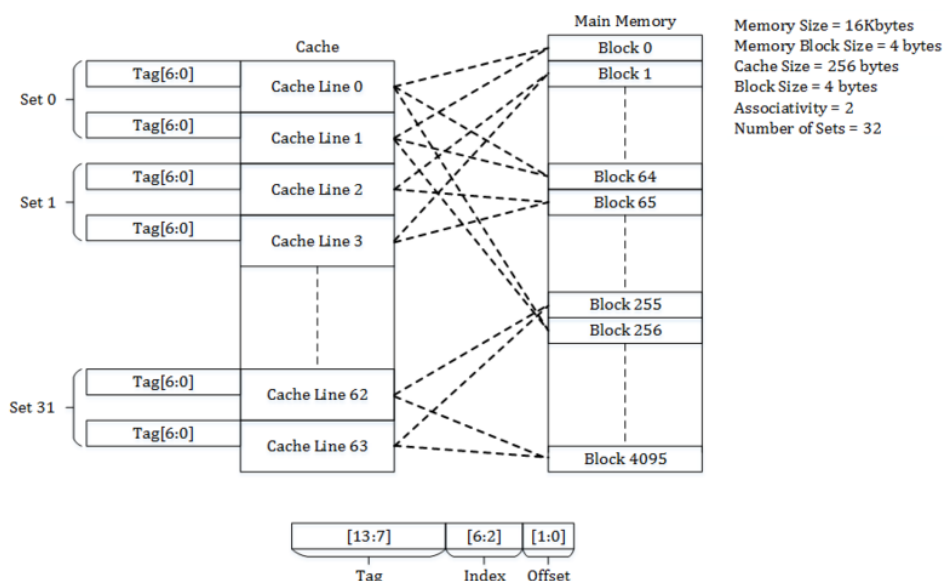 Main Memory
Cache
Memory Size = 16Kbytes
Memory Block Size = 4 bytes
Cache Size = 256 bytes
Block Size = 4 bytes
Associativity = 2
Number of Sets = 32
Set 0
Tag[6:0]
Cache Line 0
Tag[6:0]
Cache Line 1
Set 1
Tag[6:0]
Cache Line 2
Tag[6:0]
Cache Line 3
Set 31
Tag[6:0]
Cache Line 62
Tag[6:0]
Cache Line 63
Block 0
Block 1
Block 64
Block 65
Block 255
Block 256
Block 4095
[13:7] [6:2] [1:0]
Tag Index Offset